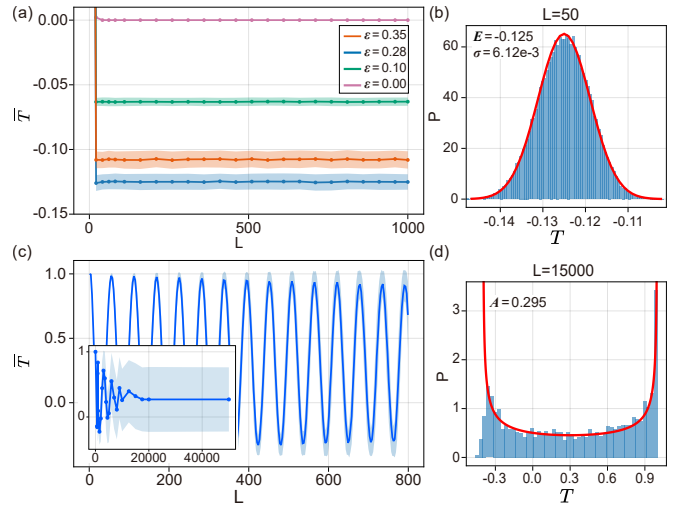 (a)
0.00
-0.05
-0.10
-0.15
T
0
500
1000
L
ε = 0.35
ε = 0.28
ε = 0.10
ε = 0.00
(b)
L=50
E = -0.125
σ = 6.12e-3
60
40
20
0
P
-0.14
-0.13
-0.12
-0.11
T
(c)
1.0
0.5
0.0
T
0
200
400
600
800
L
1
0
0
20000
40000
(d)
L=15000
A = 0.295
3
2
1
0
P
-0.3
0.0
0.3
0.6
0.9
T